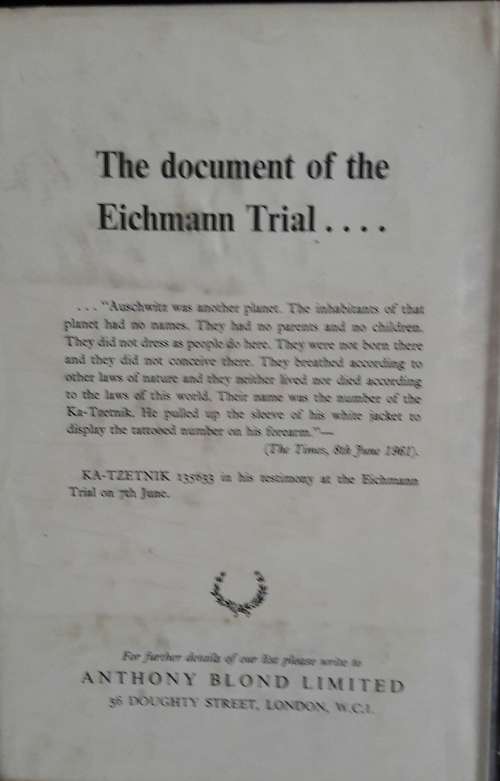 The document of the
Eichmann Trial ....
... "Auschwitz was another planet. The inhabitants of that
planet had no names. They had no parents and no children.
They did not dress as people do here. They were not born there
and they did not conceive there. They breathed according to
other laws of nature and they neither lived nor died according
to the laws of this world. Their name was the number of the
Ka-Tzetnik. He pulled up the sleeve of his white jacket to
display the tattooed number on his forearm."—
(The Times, 8th June 1961).
KA-TZETNIK 135633 in his testimony at the Eichmann
Trial on 7th June.
For further details of our list please write to
ANTHONY BLOND LIMITED
56 DOUGHTY STREET, LONDON, W.C.1.